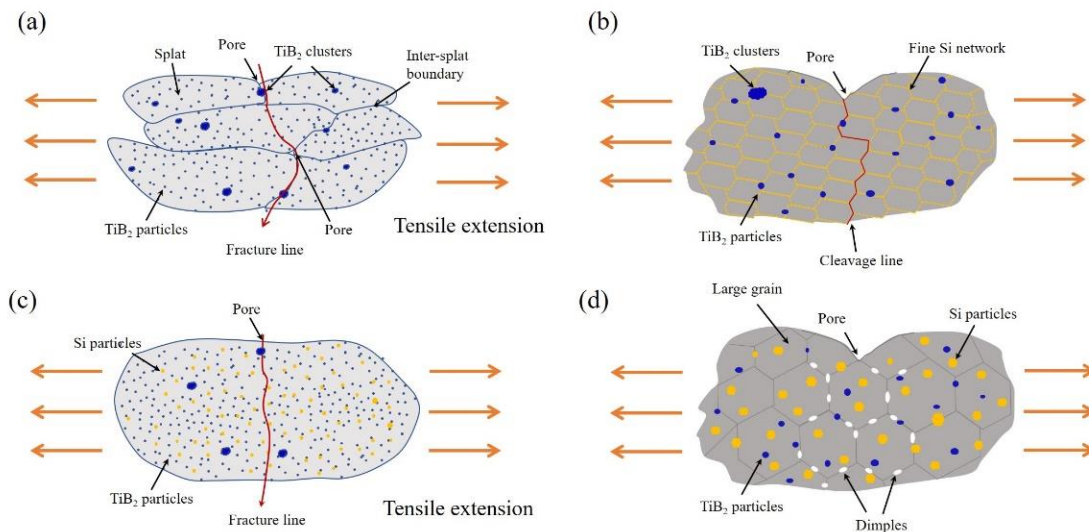 (a)
Splat
Pore
TiB₂ clusters
Inter-splat
boundary
TiB₂ particles
Pore
Fracture line
Tensile extension
(b)
TiB₂ clusters
Pore
Fine Si network
TiB₂ particles
Cleavage line
(c)
Pore
Si particles
TiB₂ particles
Fracture line
Tensile extension
(d)
Large grain
Pore
Si particles
TiB₂ particles
Dimples